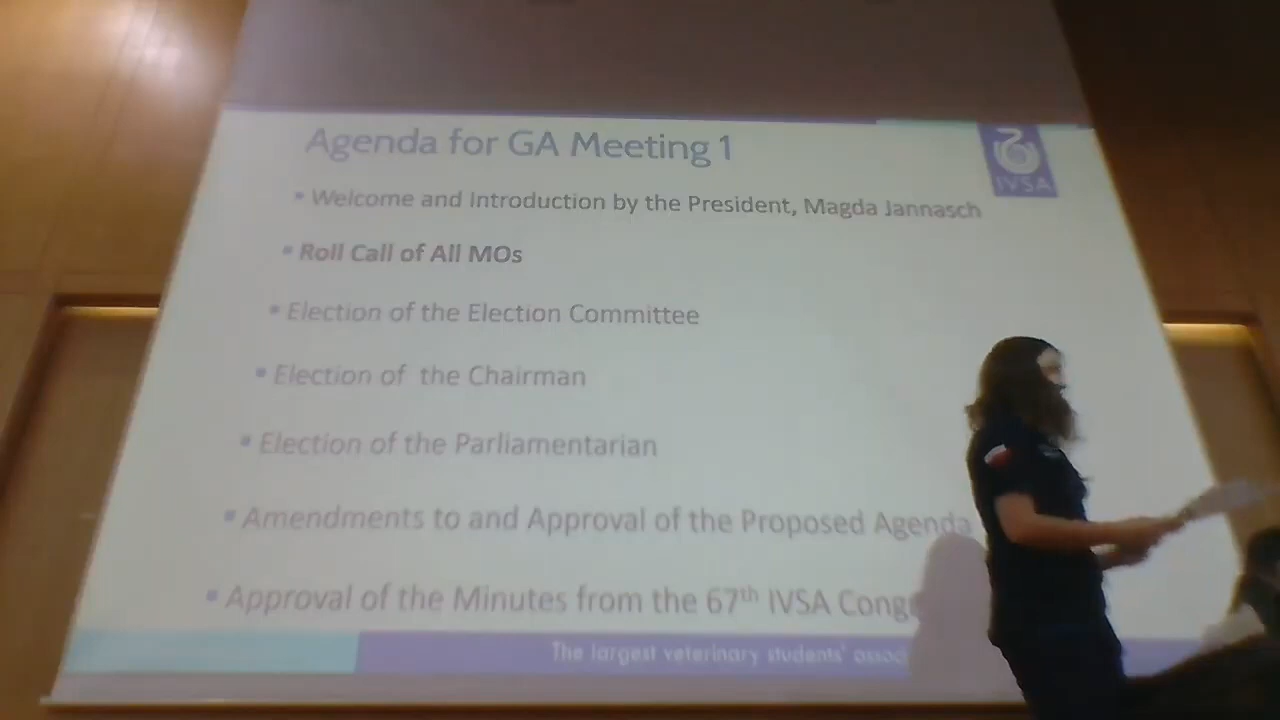 Agenda for GA Meeting 1
IVSA
▪ Welcome and Introduction by the President, Magda Jannasch
▪ Roll Call of All MOs
▪ Election of the Election Committee
▪ Election of the Chairman
▪ Election of the Parliamentarian
▪ Amendments to and Approval of the Proposed Agenda
▪ Approval of the Minutes from the 67th IVSA Cong
The largest veterinary students' assoc